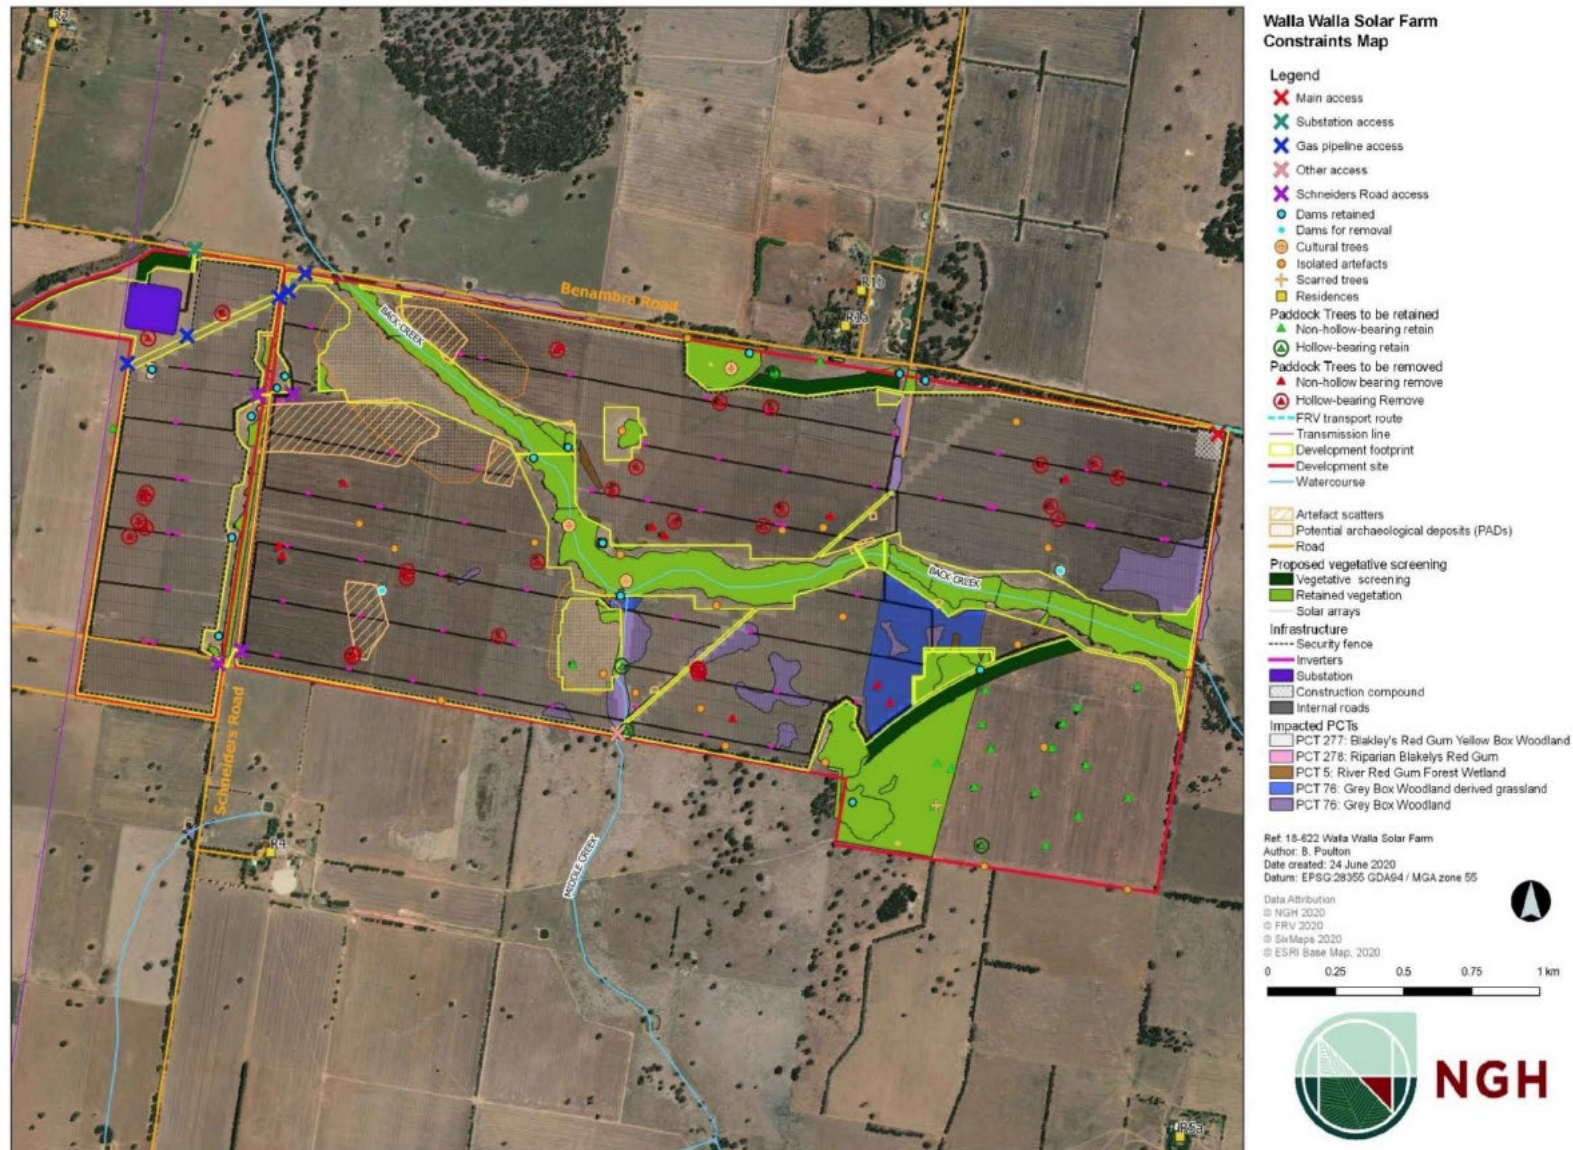 Walla Walla Solar Farm
Constraints Map
Legend
Main access
Substation access
Gas pipeline access
Other access
Schneiders Road access
Dams retained
Dams for removal
Cultural trees
Isolated artefacts
Scarred trees
Residences
Paddock Trees to be retained
Non-hollow-bearing retain
Hollow-bearing retain
Paddock Trees to be removed
Non-hollow bearing remove
Hollow-bearing Remove
FRV transport route
Transmission line
Development footprint
Development site
Watercourse
Artefact scatters
Potential archaeological deposits (PADs)
Road
Proposed vegetative screening
Vegetative screening
Retained vegetation
Solar arrays
Infrastructure
Security fence
Inverters
Substation
Construction compound
Internal roads
Impacted PCTs
PCT 277: Blakley's Red Gum Yellow Box Woodland
PCT 278: Riparian Blakelys Red Gum
PCT 5: River Red Gum Forest Wetland
PCT 76: Grey Box Woodland derived grassland
PCT 76: Grey Box Woodland
Ref: 18-622 Walla Walla Solar Farm
Author: B. Poulton
Date created: 24 June 2020
Datum: EPSG:28355 GDA94 / MGA zone 55
Data Attribution
© NGH 2020
© FRV 2020
© SixMaps 2020
© ESRI Base Map, 2020
0 0.25 0.5 0.75 1 km
NGH
R2
Benambra Road
R1b
R1a
BACK CREEK
BACK CREEK
Schneiders Road
R4
MIDDLE CREEK
R5a